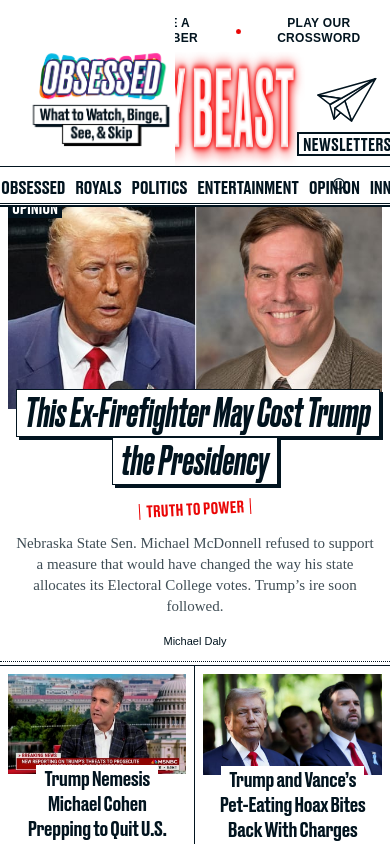 E A
BER
PLAY OUR
CROSSWORD
OBSESSED
What to Watch, Binge,
See, & Skip
Y BEAST
NEWSLETTERS
OBSESSED ROYALS POLITICS ENTERTAINMENT OPINION INN
OPINION
This Ex-Firefighter May Cost Trump
the Presidency
TRUTH TO POWER
Nebraska State Sen. Michael McDonnell refused to support
a measure that would have changed the way his state
allocates its Electoral College votes. Trump’s ire soon
followed.
Michael Daly
BREAKING NEWS
NEW REPORTING ON TRUMP'S THREATS TO PROSECUTE
MSNBC
Trump Nemesis
Michael Cohen
Prepping to Quit U.S.
Trump and Vance’s
Pet-Eating Hoax Bites
Back With Charges